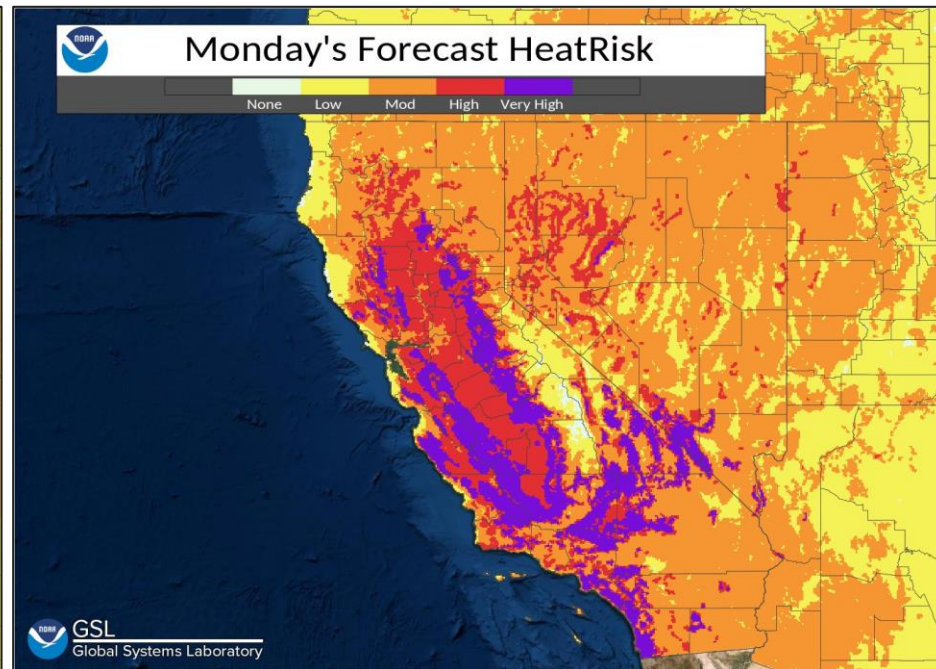 NOAA
Monday's Forecast HeatRisk
None Low Mod High Very High
NOAA
GSL
Global Systems Laboratory